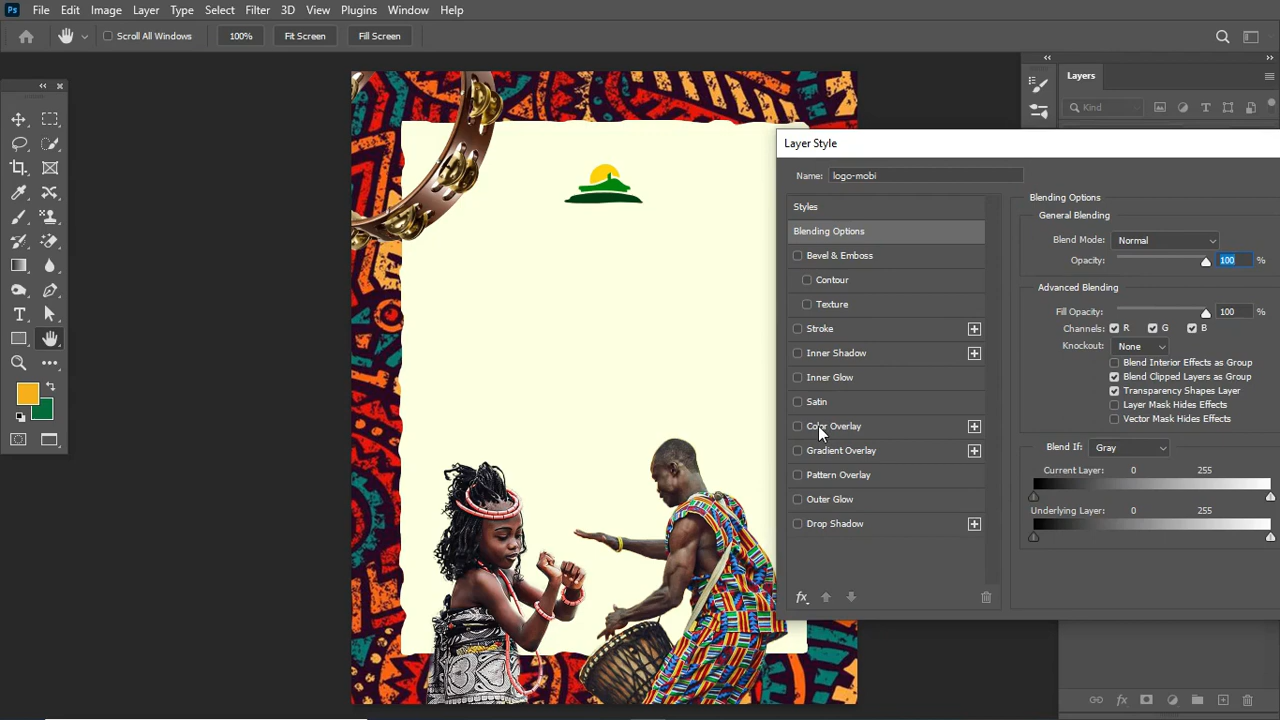 Ps File Edit Image Layer Type Select Filter 3D View Plugins Window Help
Scroll All Windows 100% Fit Screen Fill Screen
Layers
Kind
Layer Style
Name: logo-mobi
Styles
Blending Options
Bevel & Emboss
Contour
Texture
Stroke
Inner Shadow
Inner Glow
Satin
Color Overlay
Gradient Overlay
Pattern Overlay
Outer Glow
Drop Shadow
fx
Blending Options
General Blending
Blend Mode: Normal
Opacity: 100 %
Advanced Blending
Fill Opacity: 100 %
Channels: R G B
Knockout: None
Blend Interior Effects as Group
Blend Clipped Layers as Group
Transparency Shapes Layer
Layer Mask Hides Effects
Vector Mask Hides Effects
Blend If: Gray
Current Layer: 0 255
Underlying Layer: 0 255
fx